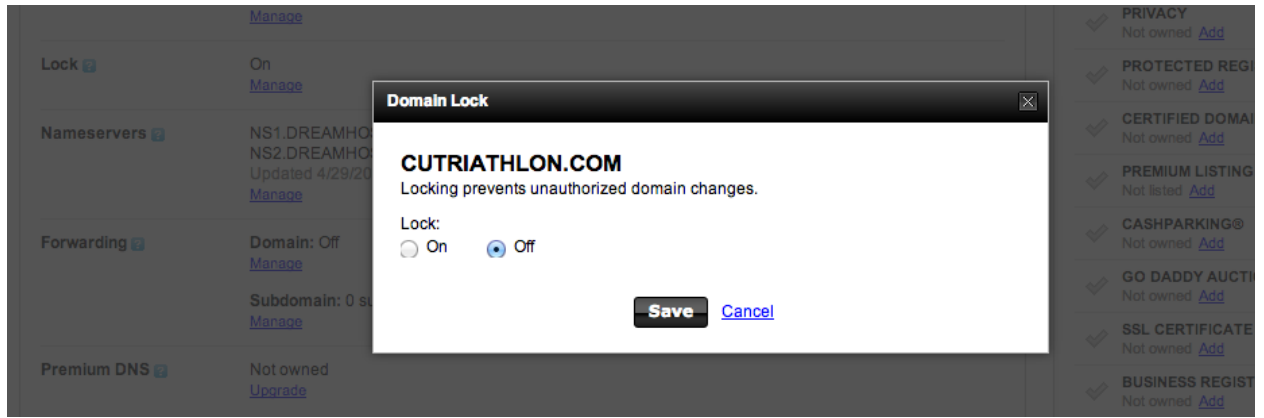 Manage
Lock ?
On
Manage
Nameservers ?
NS1.DREAMHO
NS2.DREAMHO
Updated 4/29/20
Manage
Forwarding ?
Domain: Off
Manage
Subdomain: 0 su
Manage
Premium DNS ?
Not owned
Upgrade
Domain Lock
CUTRIATHLON.COM
Locking prevents unauthorized domain changes.
Lock:
On Off
Save Cancel
PRIVACY
Not owned Add
PROTECTED REGI
Not owned Add
CERTIFIED DOMAI
Not owned Add
PREMIUM LISTING
Not listed Add
CASHPARKING®
Not owned Add
GO DADDY AUCTI
Not owned Add
SSL CERTIFICATE
Not owned Add
BUSINESS REGIST
Not owned Add